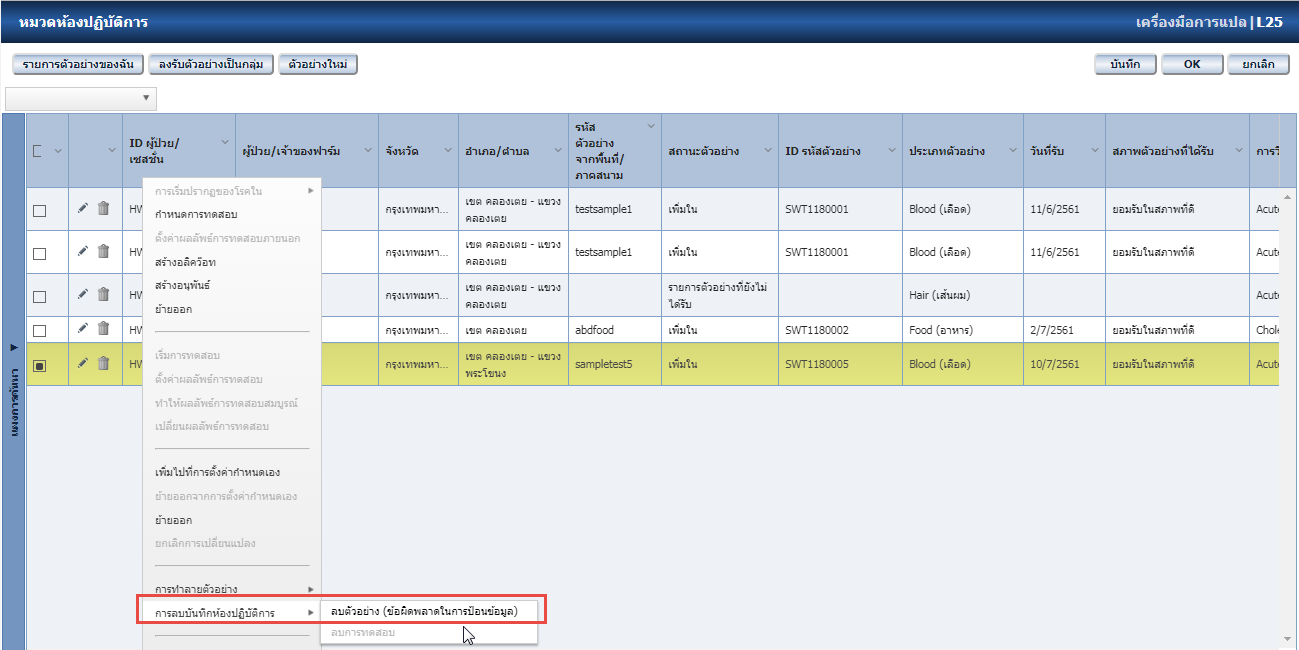 หมวดห้องปฏิบัติการ
เครื่องมือการแปล|L25
รายการตัวอย่างของฉัน ลงรับตัวอย่างเป็นกลุ่ม ตัวอย่างใหม่
บันทึก OK ยกเลิก
ID ผู้ป่วย/
เซสชั่น
ผู้ป่วย/เจ้าของฟาร์ม
จังหวัด
อำเภอ/ตำบล
รหัส
ตัวอย่าง
จากพื้นที่/
ภาคสนาม
สถานะตัวอย่าง
ID รหัสตัวอย่าง
ประเภทตัวอย่าง
วันที่รับ
สภาพตัวอย่างที่ได้รับ
การวิ
HW
กรุงเทพมหา...
เขต คลองเตย - แขวง
คลองเตย
testsample1
เพิ่มใน
SWT1180001
Blood (เลือด)
11/6/2561
ยอมรับในสภาพที่ดี
Acute
HW
กรุงเทพมหา...
เขต คลองเตย - แขวง
คลองเตย
testsample1
เพิ่มใน
SWT1180001
Blood (เลือด)
11/6/2561
ยอมรับในสภาพที่ดี
Acute
HW
กรุงเทพมหา...
เขต คลองเตย - แขวง
คลองเตย
รายการตัวอย่างที่ยังไม่
ได้รับ
Hair (เส้นผม)
Acute
HW
กรุงเทพมหา...
เขต คลองเตย
abdfood
เพิ่มใน
SWT1180002
Food (อาหาร)
2/7/2561
ยอมรับในสภาพที่ดี
Chole
HW
กรุงเทพมหา...
เขต คลองเตย - แขวง
พระโขนง
sampletest5
เพิ่มใน
SWT1180005
Blood (เลือด)
10/7/2561
ยอมรับในสภาพที่ดี
Acute
การเริ่มปรากฏของโรคใน
กำหนดการทดสอบ
ตั้งค่าผลลัพธ์การทดสอบภายนอก
สร้างอลิควิอท
สร้างอนุพันธ์
ย้ายออก
เริ่มการทดสอบ
ตั้งค่าผลลัพธ์การทดสอบ
ทำให้ผลลัพธ์การทดสอบสมบูรณ์
เปลี่ยนผลลัพธ์การทดสอบ
เพิ่มไปที่การตั้งค่ากำหนดเอง
ย้ายออกจากการตั้งค่ากำหนดเอง
ย้ายออก
ยกเลิกการเปลี่ยนแปลง
การทำลายตัวอย่าง
การลบบันทึกห้องปฏิบัติการ
ลบตัวอย่าง (ข้อผิดพลาดในการป้อนข้อมูล)
ลบการทดสอบ